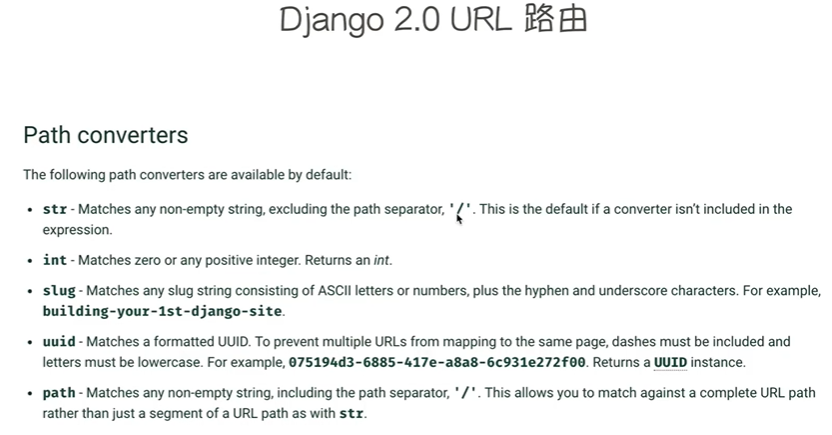 Django 2.0 URL 路由
Path converters
The following path converters are available by default:
• str - Matches any non-empty string, excluding the path separator, '/'. This is the default if a converter isn't included in the
expression.
• int - Matches zero or any positive integer. Returns an int.
• slug - Matches any slug string consisting of ASCII letters or numbers, plus the hyphen and underscore characters. For example,
building-your-1st-django-site.
• uuid - Matches a formatted UUID. To prevent multiple URLs from mapping to the same page, dashes must be included and
letters must be lowercase. For example, 075194d3-6885-417e-a8a8-6c931e272f00. Returns a UUID instance.
• path - Matches any non-empty string, including the path separator, '/'. This allows you to match against a complete URL path
rather than just a segment of a URL path as with str.